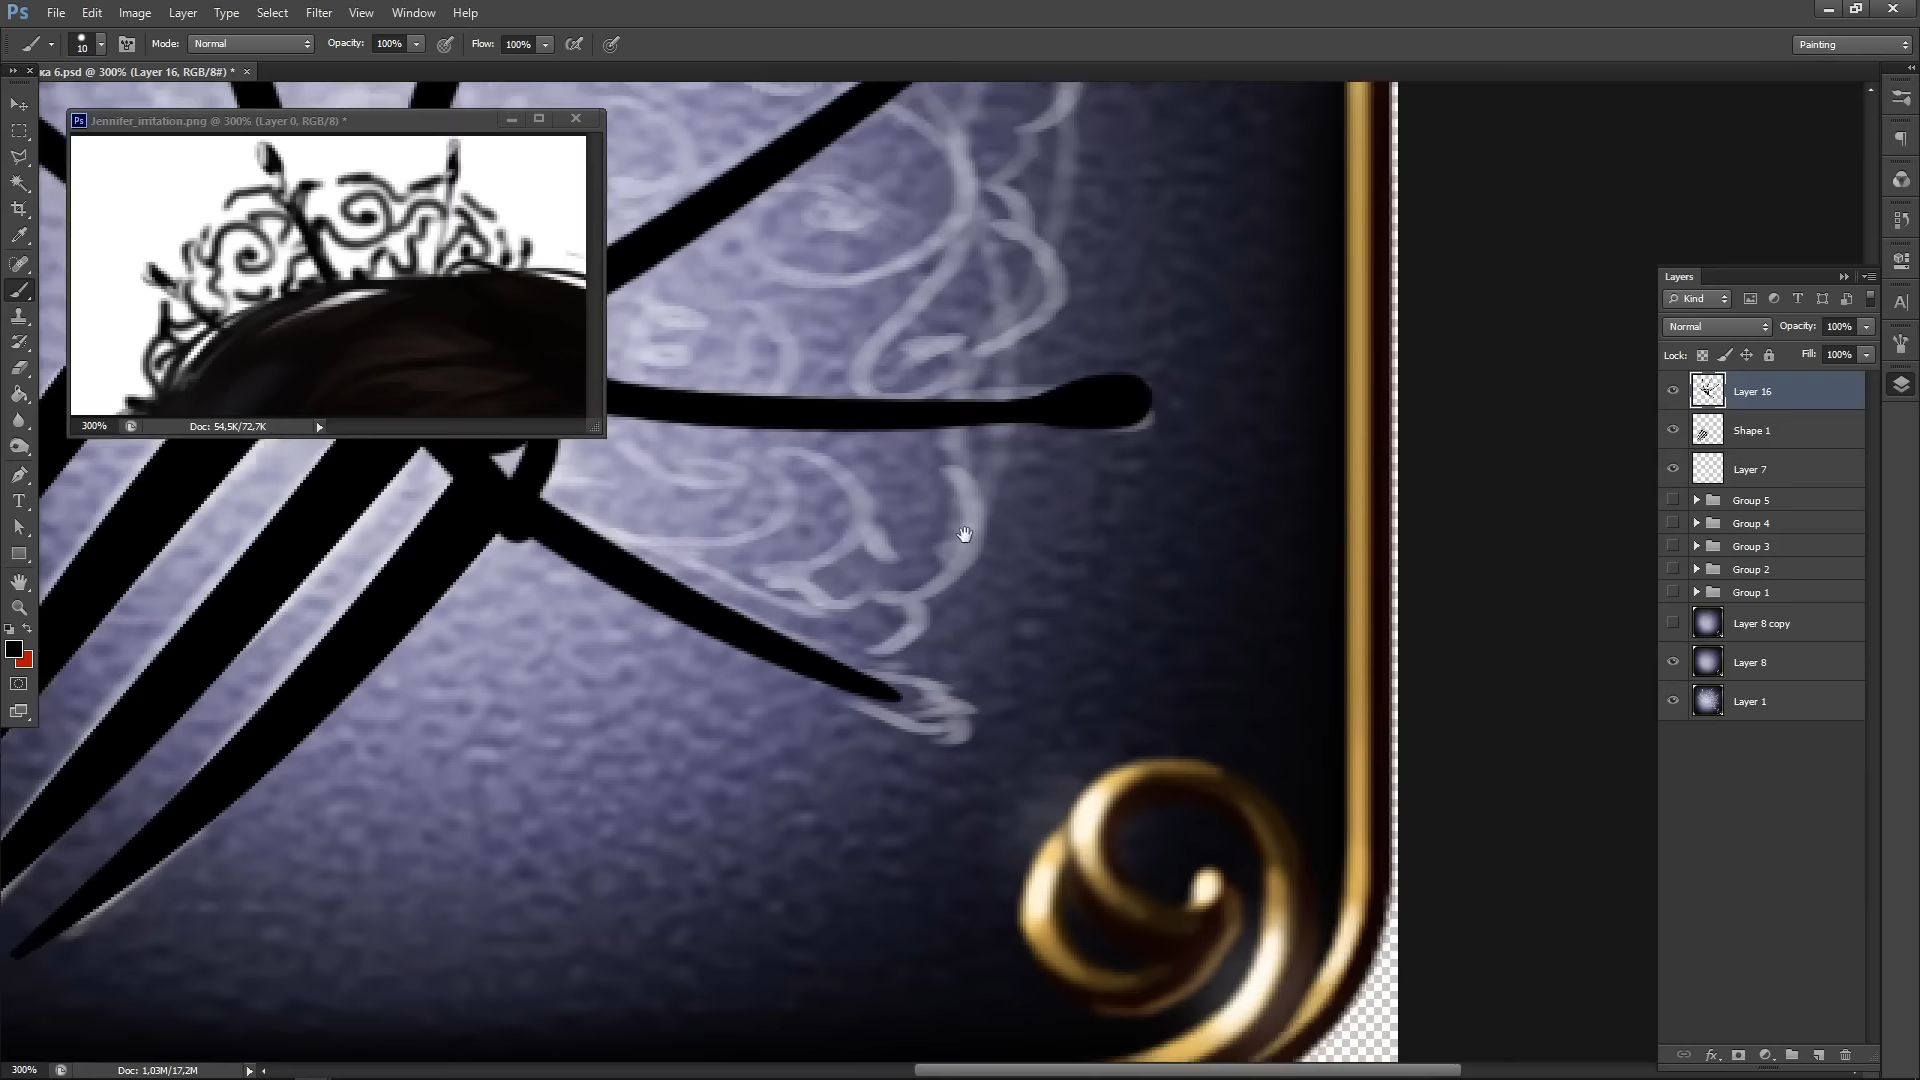 Ps File Edit Image Layer Type Select Filter View Window Help
10 Mode: Normal Opacity: 100% Flow: 100% Painting
ка 6.psd @ 300% (Layer 16, RGB/8#) * ×
Ps Jennifer_irritation.png @ 300% (Layer 0, RGB/8) *
300% Doc: 54,5K/72,7K
Layers
Kind
Normal Opacity: 100%
Lock: Fill: 100%
Layer 16
Shape 1
Layer 7
Group 5
Group 4
Group 3
Group 2
Group 1
Layer 8 copy
Layer 8
Layer 1
300% Doc: 1,03M/17,2M